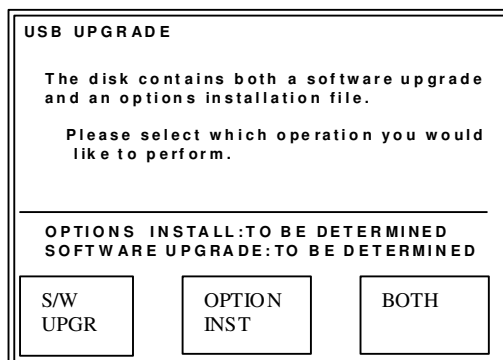 USB UPGRADE
The disk contains both a software upgrade
and an options installation file.
Please select which operation you would
like to perform.
OPTIONS INSTALL:TO BE DETERMINED
SOFTWARE UPGRADE:TO BE DETERMINED
S/W
UPGR
OPTION
INST
BOTH